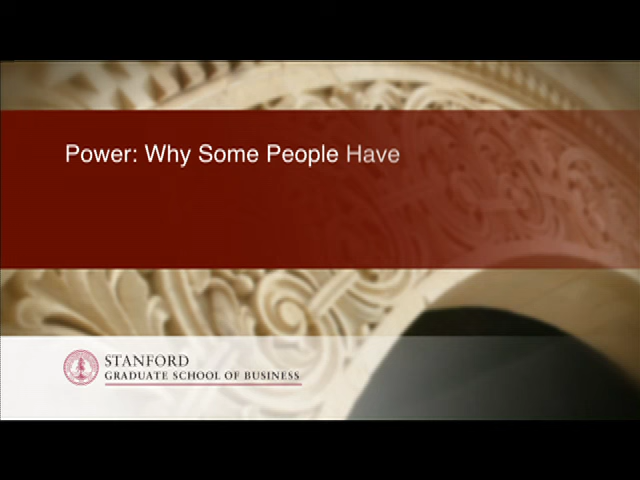 Power: Why Some People Have
STANFORD
GRADUATE SCHOOL OF BUSINESS